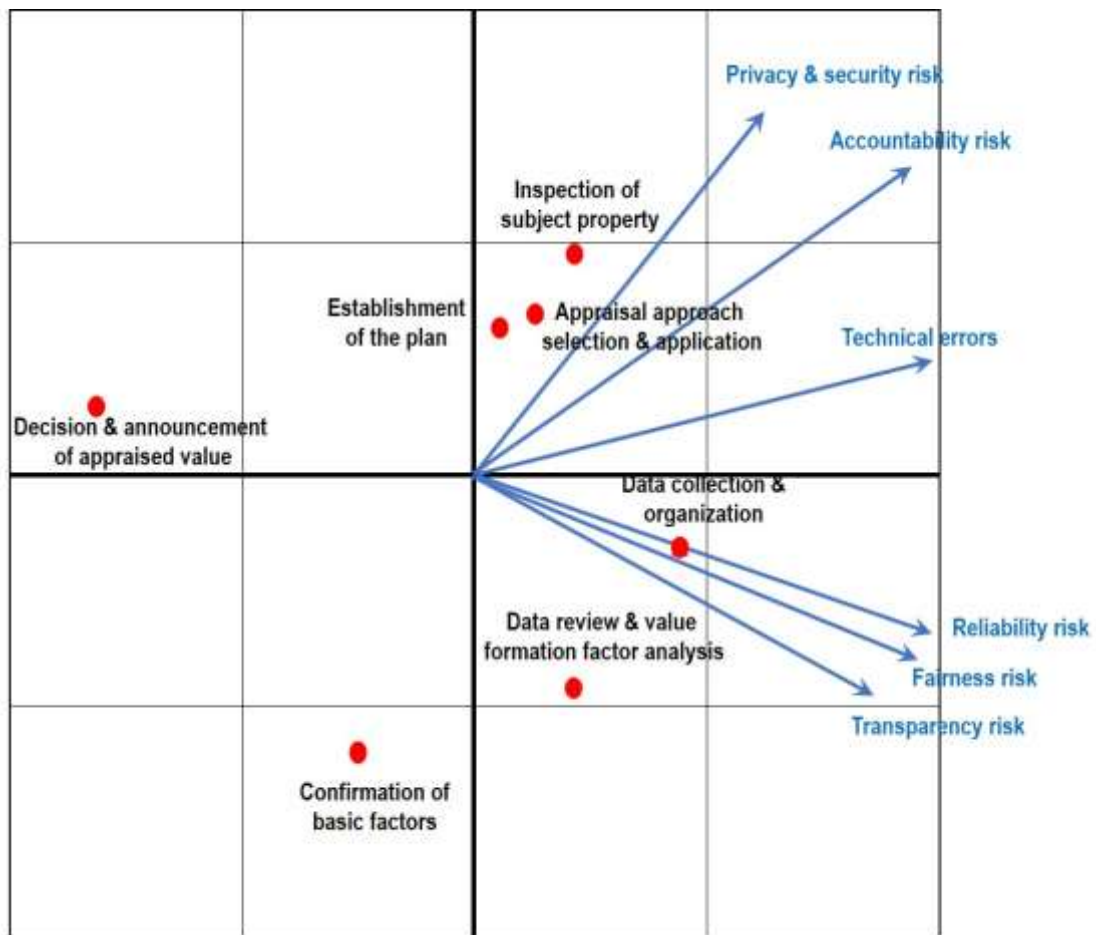 Privacy & security risk
Accountability risk
Inspection of
subject property
Establishment
of the plan
Appraisal approach
selection & application
Technical errors
Decision & announcement
of appraised value
Data collection &
organization
Data review & value
formation factor analysis
Reliability risk
Fairness risk
Transparency risk
Confirmation of
basic factors